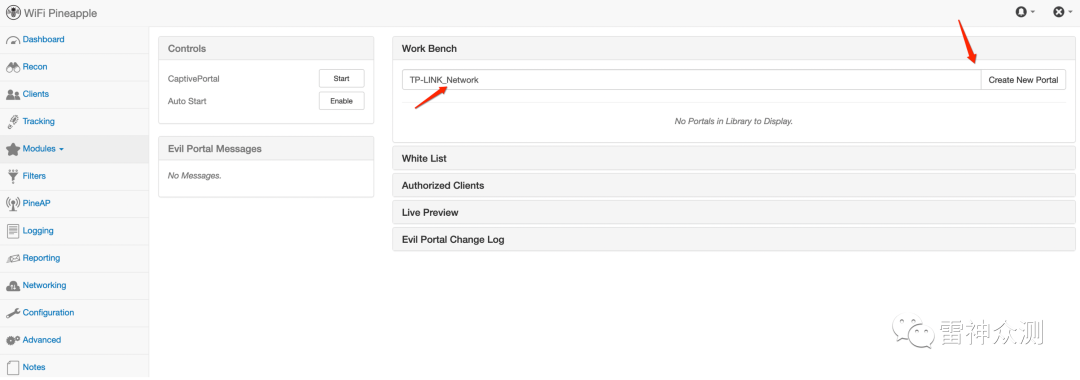 WiFi Pineapple
Dashboard
Recon
Clients
Tracking
Modules
Filters
PineAP
Logging
Reporting
Networking
Configuration
Advanced
Notes
Controls
CaptivePortal Start
Auto Start Enable
Evil Portal Messages
No Messages.
Work Bench
TP-LINK_Network Create New Portal
No Portals in Library to Display.
White List
Authorized Clients
Live Preview
Evil Portal Change Log
雷神众测